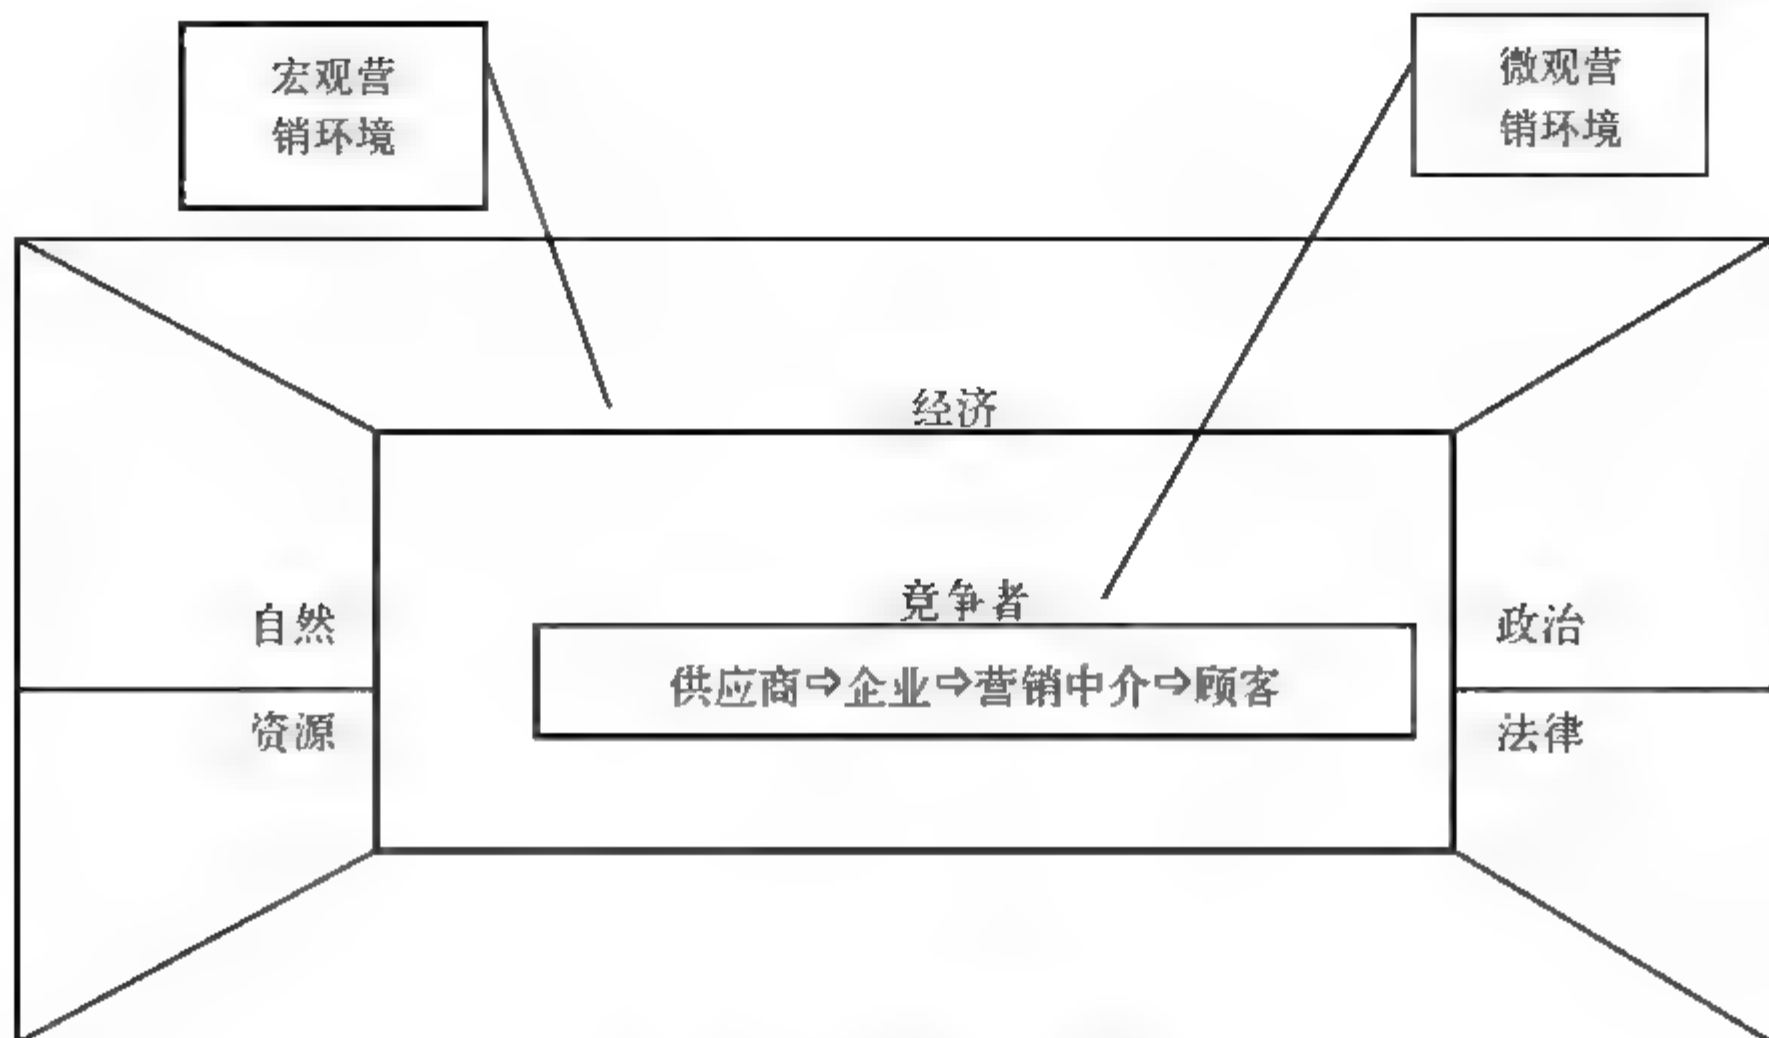 宏观营
销环境
微观营
销环境
经济
竞争者
自然
政治
供应商⇨企业⇨营销中介⇨顾客
资源
法律